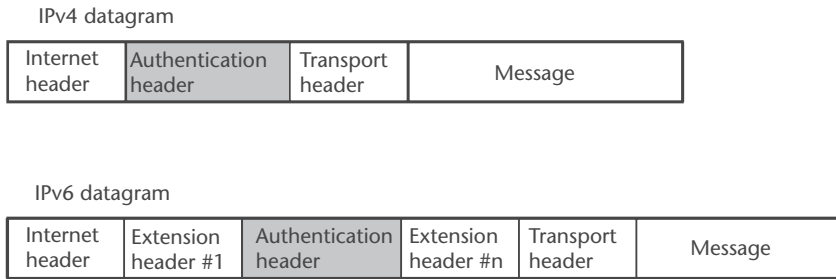 IPv4 datagram
Internet header
Authentication header
Transport header
Message
IPv6 datagram
Internet header
Extension header #1
Authentication header
Extension header #n
Transport header
Message